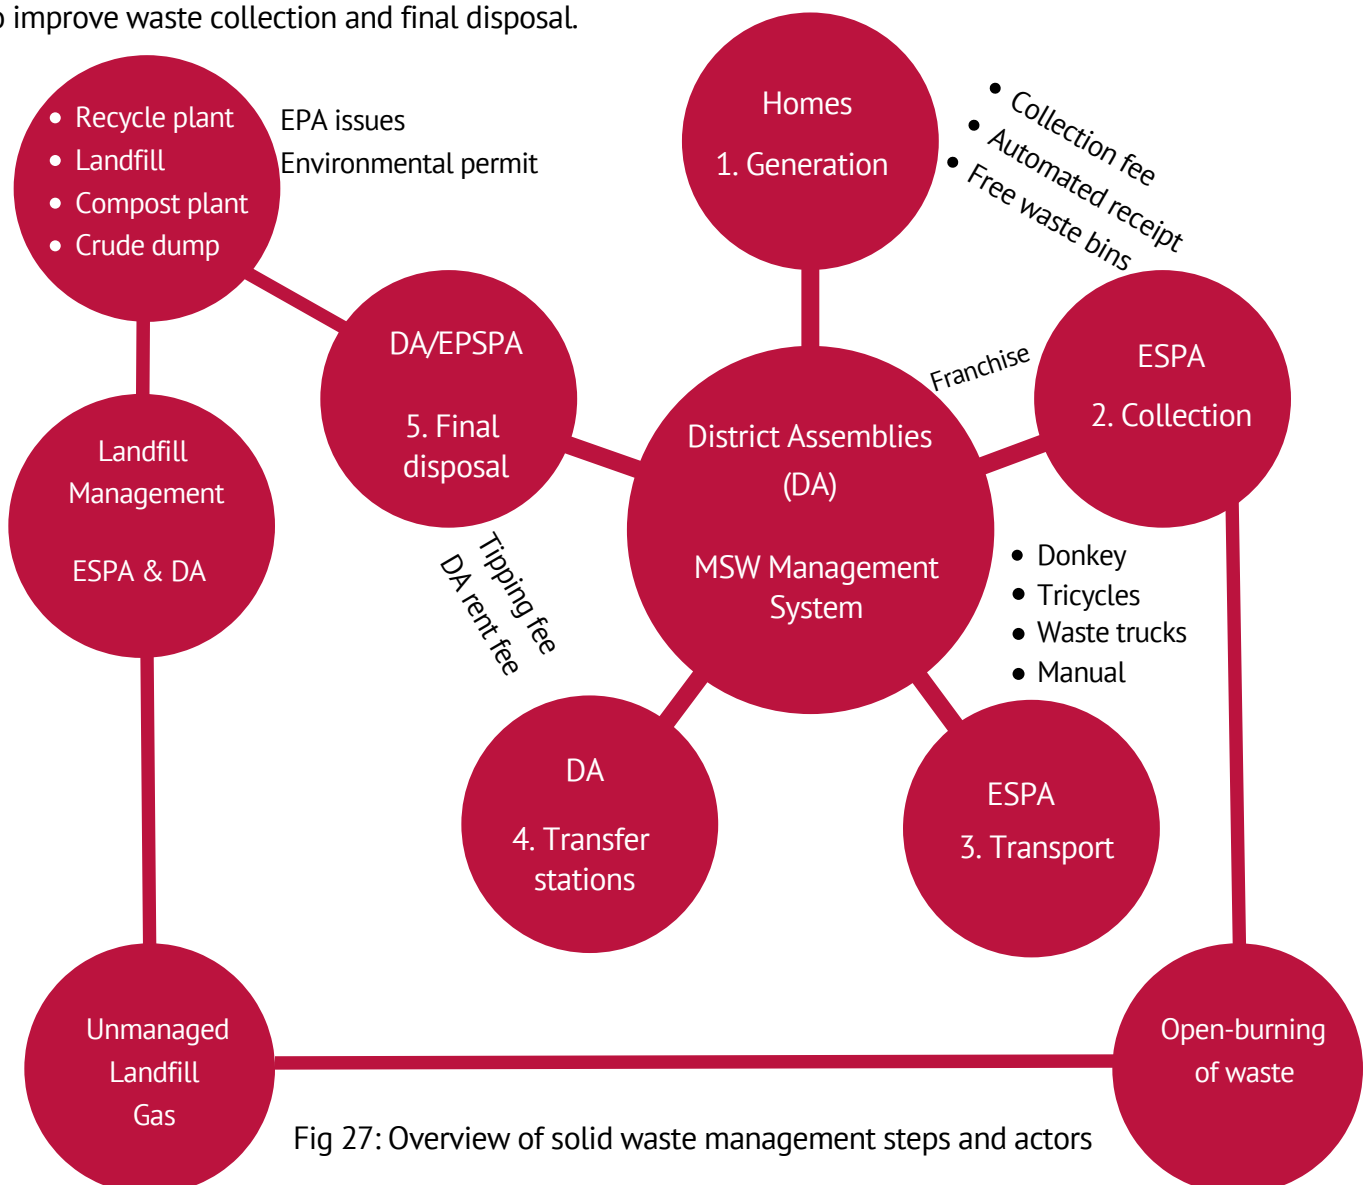 o improve waste collection and final disposal.
• Recycle plant
• Landfill
• Compost plant
• Crude dump
EPA issues
Environmental permit
Homes
1. Generation
• Collection fee
• Automated receipt
• Free waste bins
DA/EPSPA
5. Final
disposal
Franchise
ESPA
2. Collection
Landfill
Management
ESPA & DA
District Assemblies
(DA)
MSW Management
System
Tipping fee
DA rent fee
• Donkey
• Tricycles
• Waste trucks
• Manual
DA
4. Transfer
stations
ESPA
3. Transport
Unmanaged
Landfill
Gas
Open-burning
of waste
Fig 27: Overview of solid waste management steps and actors